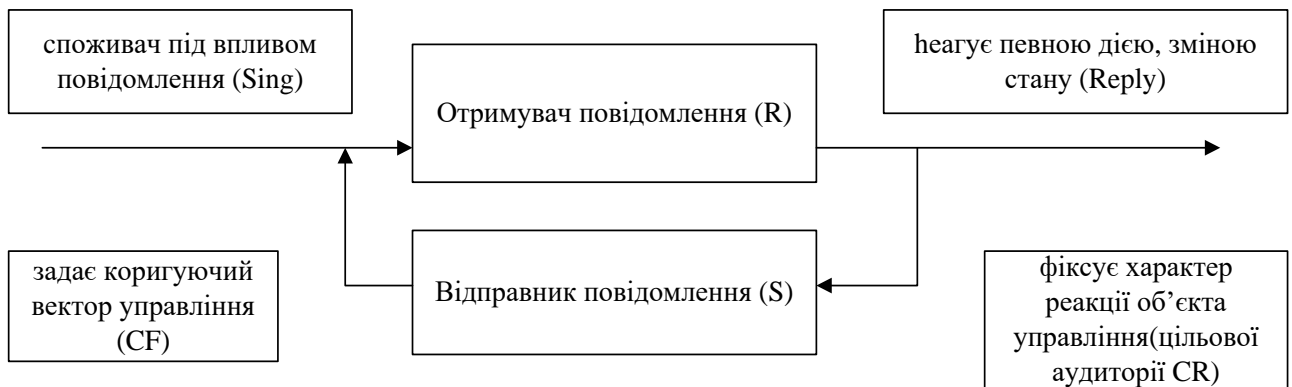 споживач під впливом
повідомлення (Sing)
Отримувач повідомлення (R)
hеагує певною дією, зміною
стану (Reply)
задає коригуючий
вектор управління
(CF)
Відправник повідомлення (S)
фіксує характер
реакції об’єкта
управління(цільової
аудиторії CR)